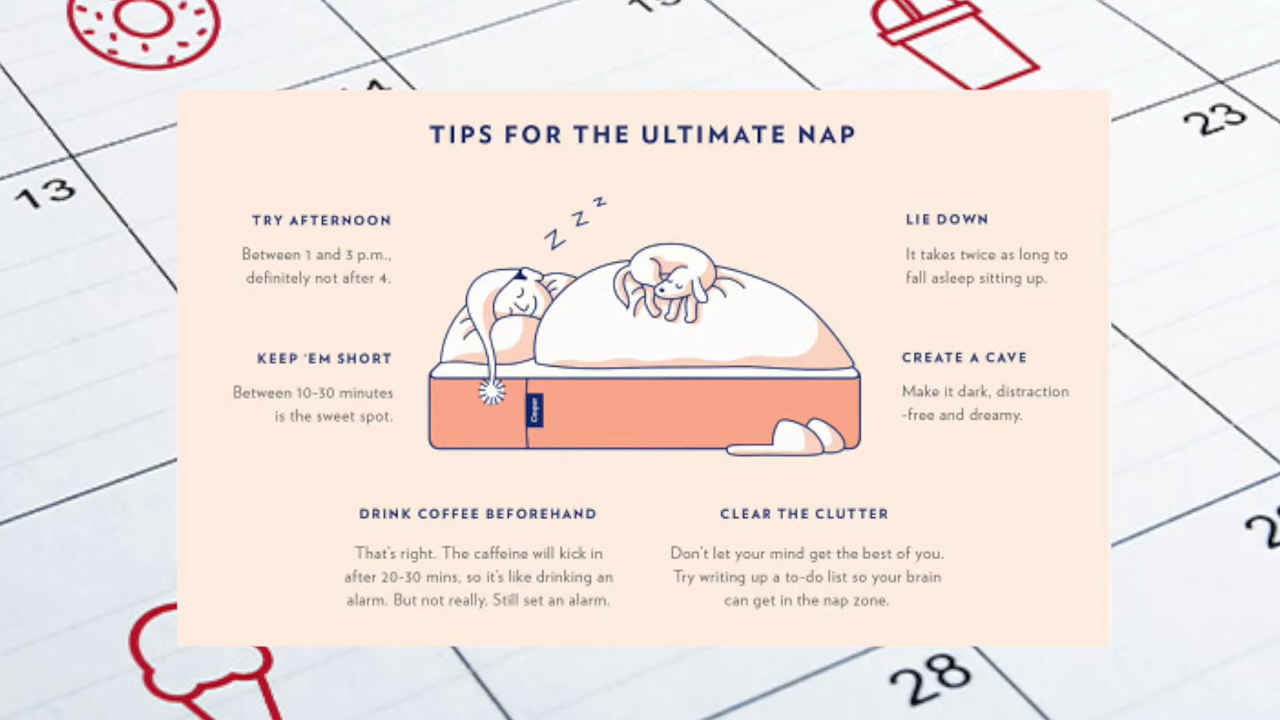 13
23
TIPS FOR THE ULTIMATE NAP
TRY AFTERNOON
Between 1 and 3 p.m.,
definitely not after 4.
LIE DOWN
It takes twice as long to
fall asleep sitting up.
Z Z Z
KEEP 'EM SHORT
Between 10-30 minutes
is the sweet spot.
CREATE A CAVE
Make it dark, distraction
-free and dreamy.
Casper
DRINK COFFEE BEFOREHAND
That's right. The caffeine will kick in
after 20-30 mins, so it's like drinking an
alarm. But not really. Still set an alarm.
CLEAR THE CLUTTER
Don't let your mind get the best of you.
Try writing up a to-do list so your brain
can get in the nap zone.
28